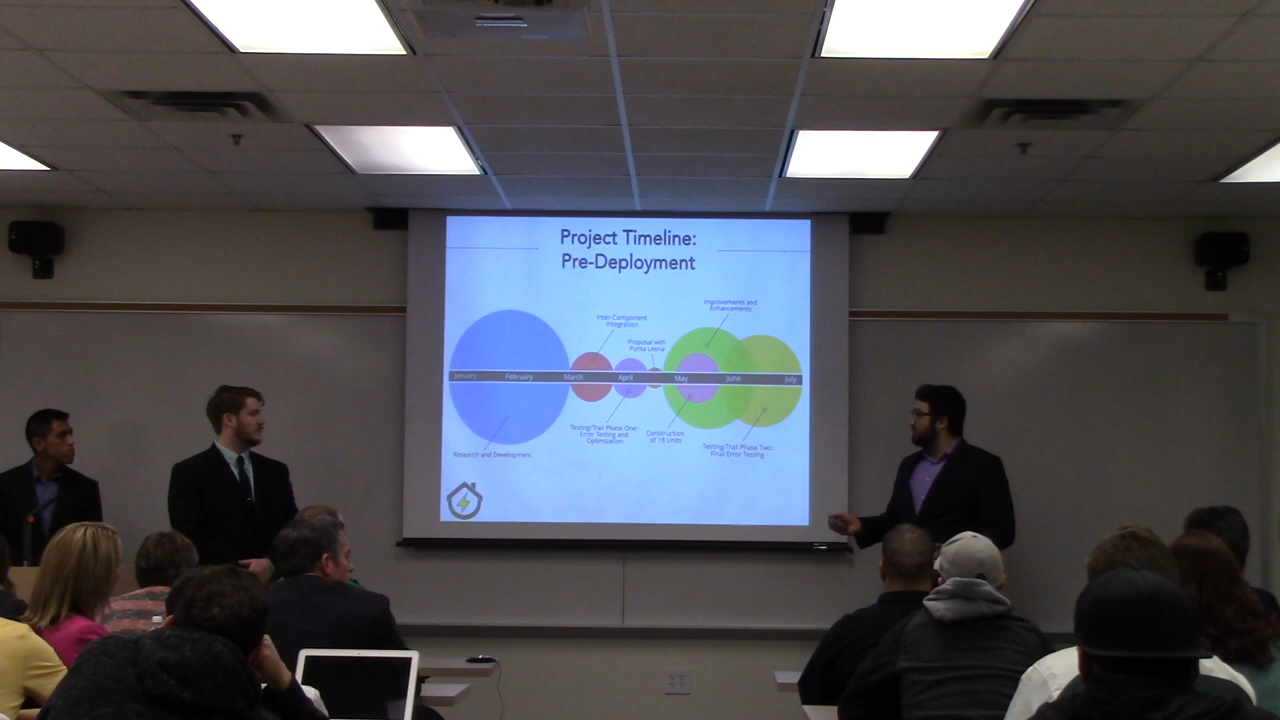 Project Timeline:
Pre-Deployment
Improvements and
Enhancements
Inter-Component
Integration
Proposal with
Punta Leona
January February March April May June July
Testing/Trail Phase One:
Error Testing and
Optimization
Construction
of 18 Units
Testing/Trail Phase Two:
Final Error Testing
Research and Development